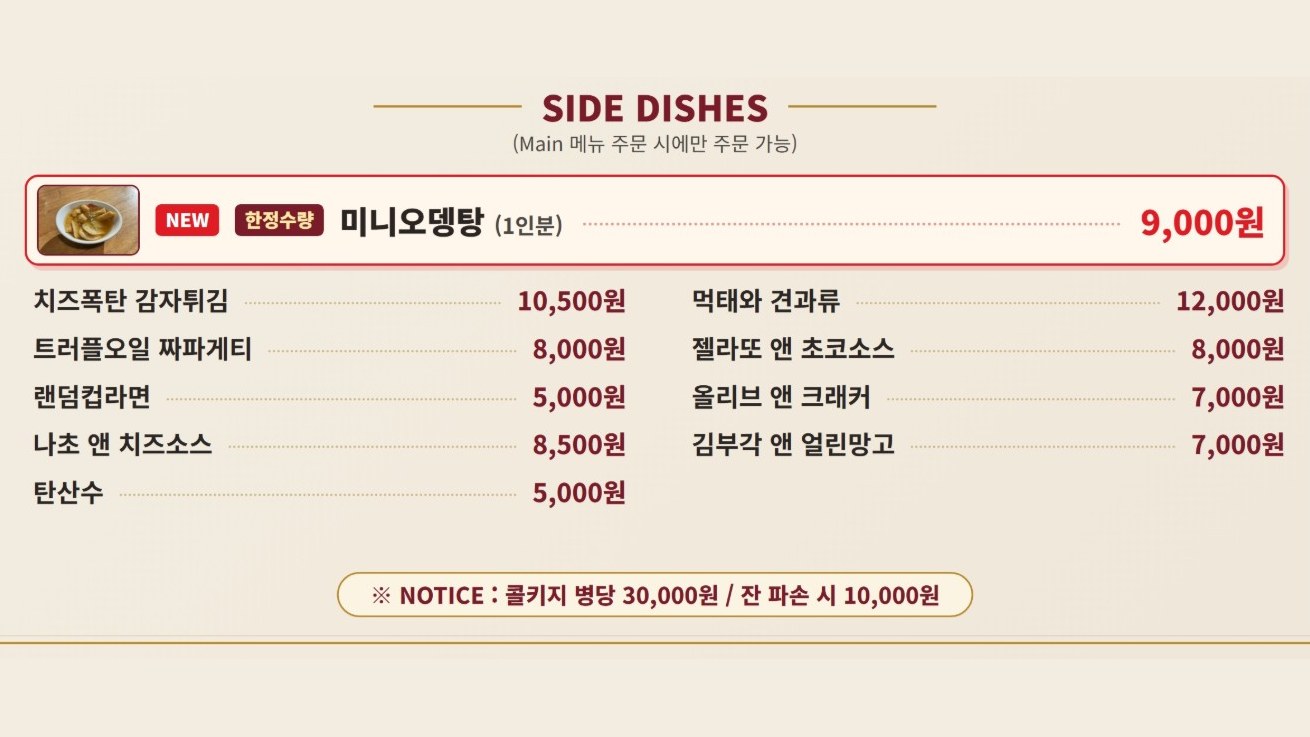 SIDE DISHES
(Main 메뉴 주문 시에만 주문 가능)
NEW 한정수량 미니오뎅탕 (1인분) 9,000원
치즈폭탄 감자튀김 10,500원
트러플오일 짜파게티 8,000원
랜덤컵라면 5,000원
나초 앤 치즈소스 8,500원
탄산수 5,000원
먹태와 견과류 12,000원
젤라또 앤 초코소스 8,000원
올리브 앤 크래커 7,000원
김부각 앤 얼린망고 7,000원
※ NOTICE : 콜키지 병당 30,000원 / 잔 파손 시 10,000원